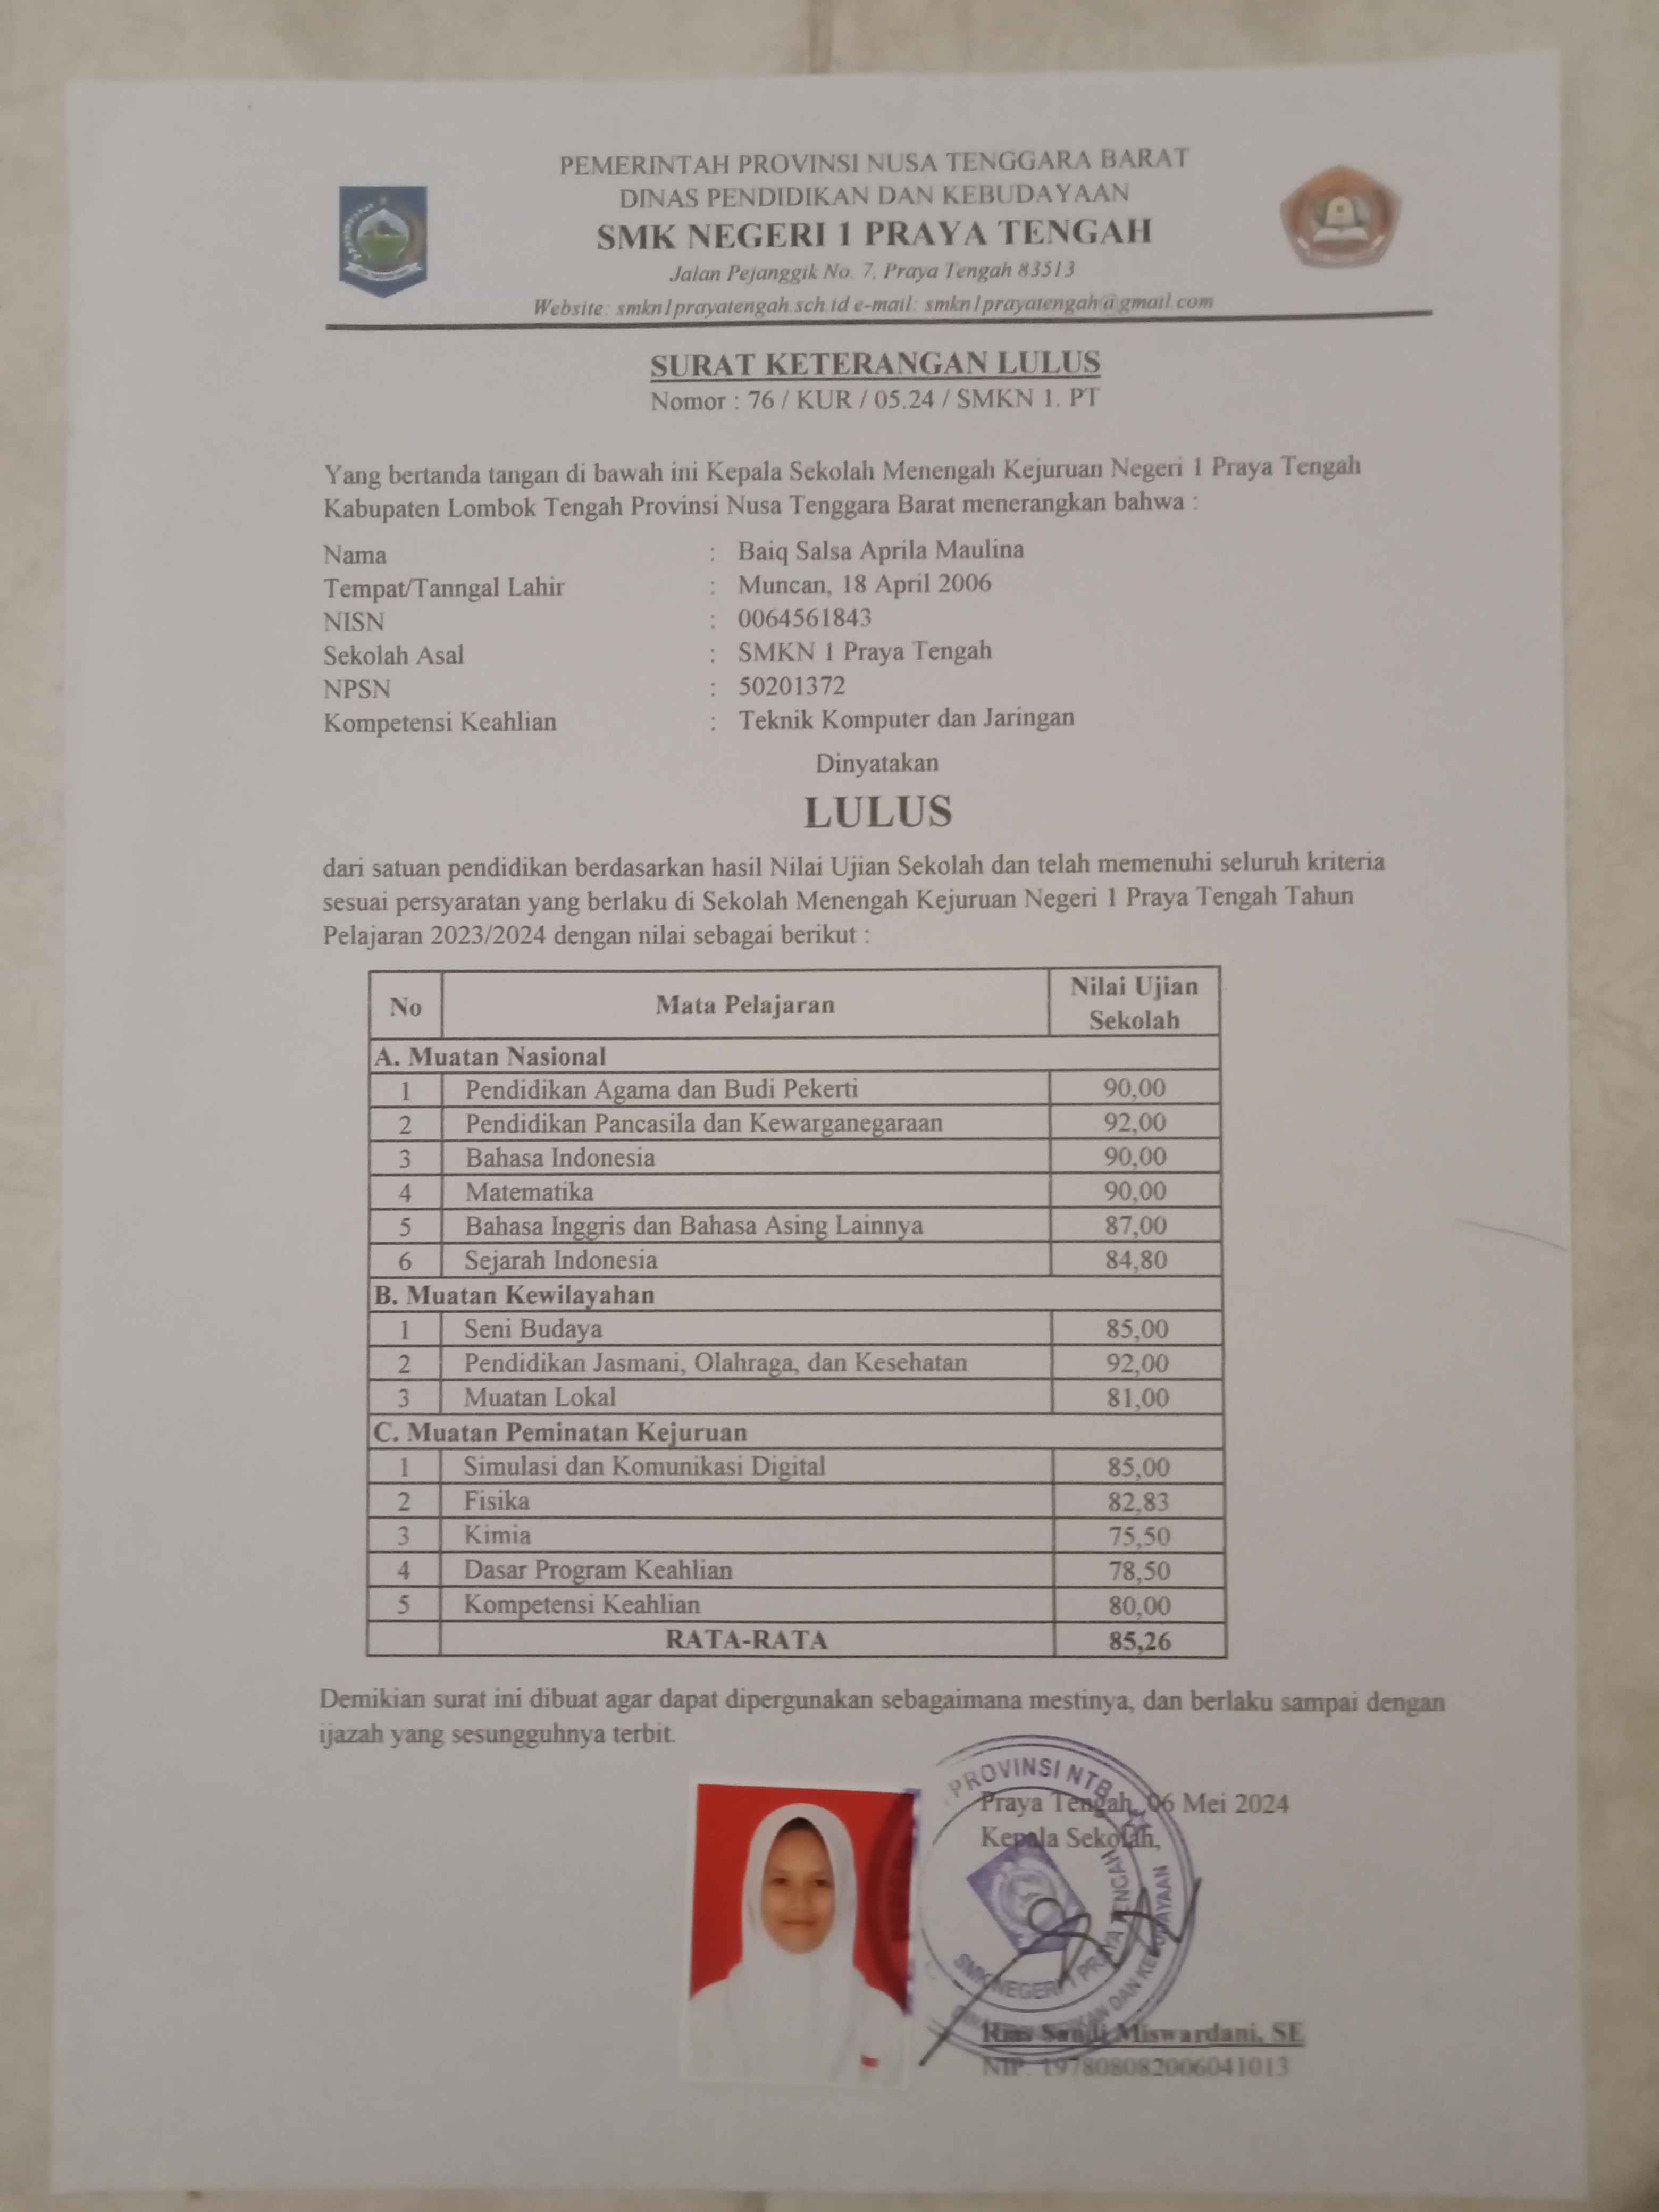 PEMERINTAH PROVINSI NUSA TENGGARA BARAT
DINAS PENDIDIKAN DAN KEBUDAYAAN
SMK NEGERI 1 PRAYA TENGAH
Jalan Pejanggik No. 7, Praya Tengah 83513
Website: smkn1prayatengah.sch.id e-mail: smkn1prayatengah@gmail.com
SURAT KETERANGAN LULUS
Nomor : 76 / KUR / 05.24 / SMKN 1. PT
Yang bertanda tangan di bawah ini Kepala Sekolah Menengah Kejuruan Negeri 1 Praya Tengah
Kabupaten Lombok Tengah Provinsi Nusa Tenggara Barat menerangkan bahwa :
Nama : Baiq Salsa Aprila Maulina
Tempat/Tanngal Lahir : Muncan, 18 April 2006
NISN : 0064561843
Sekolah Asal : SMKN 1 Praya Tengah
NPSN : 50201372
Kompetensi Keahlian : Teknik Komputer dan Jaringan
Dinyatakan
LULUS
dari satuan pendidikan berdasarkan hasil Nilai Ujian Sekolah dan telah memenuhi seluruh kriteria
sesuai persyaratan yang berlaku di Sekolah Menengah Kejuruan Negeri 1 Praya Tengah Tahun
Pelajaran 2023/2024 dengan nilai sebagai berikut :
No Mata Pelajaran Nilai Ujian Sekolah
A. Muatan Nasional
1 Pendidikan Agama dan Budi Pekerti 90,00
2 Pendidikan Pancasila dan Kewarganegaraan 92,00
3 Bahasa Indonesia 90,00
4 Matematika 90,00
5 Bahasa Inggris dan Bahasa Asing Lainnya 87,00
6 Sejarah Indonesia 84,80
B. Muatan Kewilayahan
1 Seni Budaya 85,00
2 Pendidikan Jasmani, Olahraga, dan Kesehatan 92,00
3 Muatan Lokal 81,00
C. Muatan Peminatan Kejuruan
1 Simulasi dan Komunikasi Digital 85,00
2 Fisika 82,83
3 Kimia 75,50
4 Dasar Program Keahlian 78,50
5 Kompetensi Keahlian 80,00
RATA-RATA 85,26
Demikian surat ini dibuat agar dapat dipergunakan sebagaimana mestinya, dan berlaku sampai dengan
ijazah yang sesungguhnya terbit.
PROVINSI NTB
Praya Tengah, 06 Mei 2024
Kepala Sekolah,
SMK NEGERI 1 PRAYA TENGAH
DAN KEBUDAYAAN
Miswardani, SE
NIP. 197808082006041013